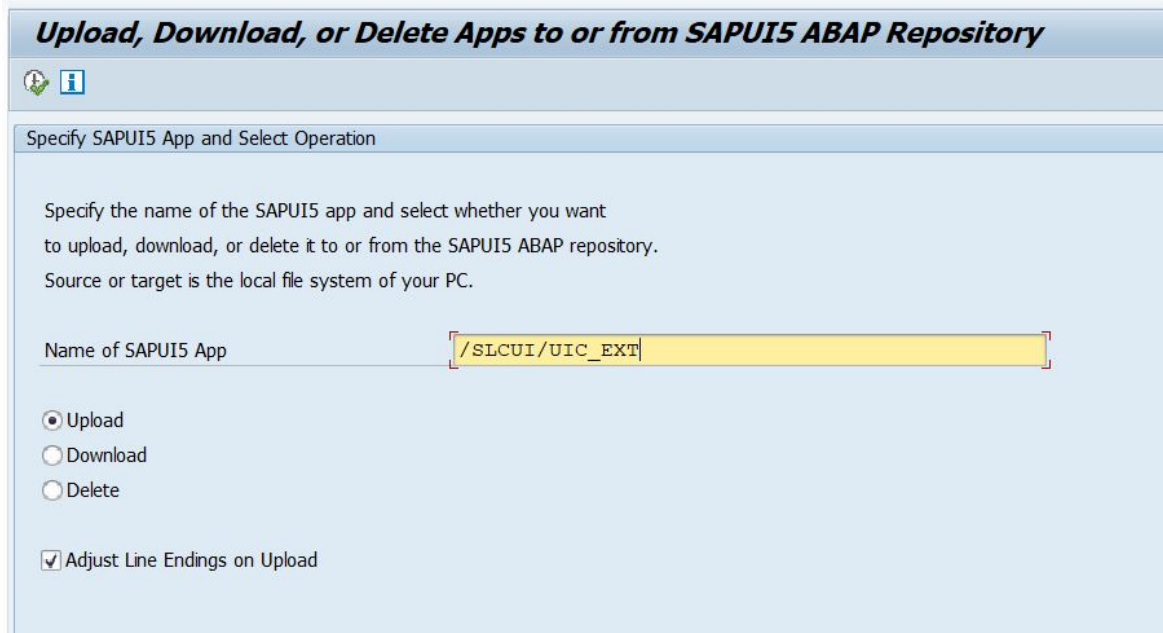 Upload, Download, or Delete Apps to or from SAPUI5 ABAP Repository
i
Specify SAPUI5 App and Select Operation
Specify the name of the SAPUI5 app and select whether you want
to upload, download, or delete it to or from the SAPUI5 ABAP repository.
Source or target is the local file system of your PC.
Name of SAPUI5 App /SLCUI/UIC_EXT
Upload
Download
Delete
Adjust Line Endings on Upload